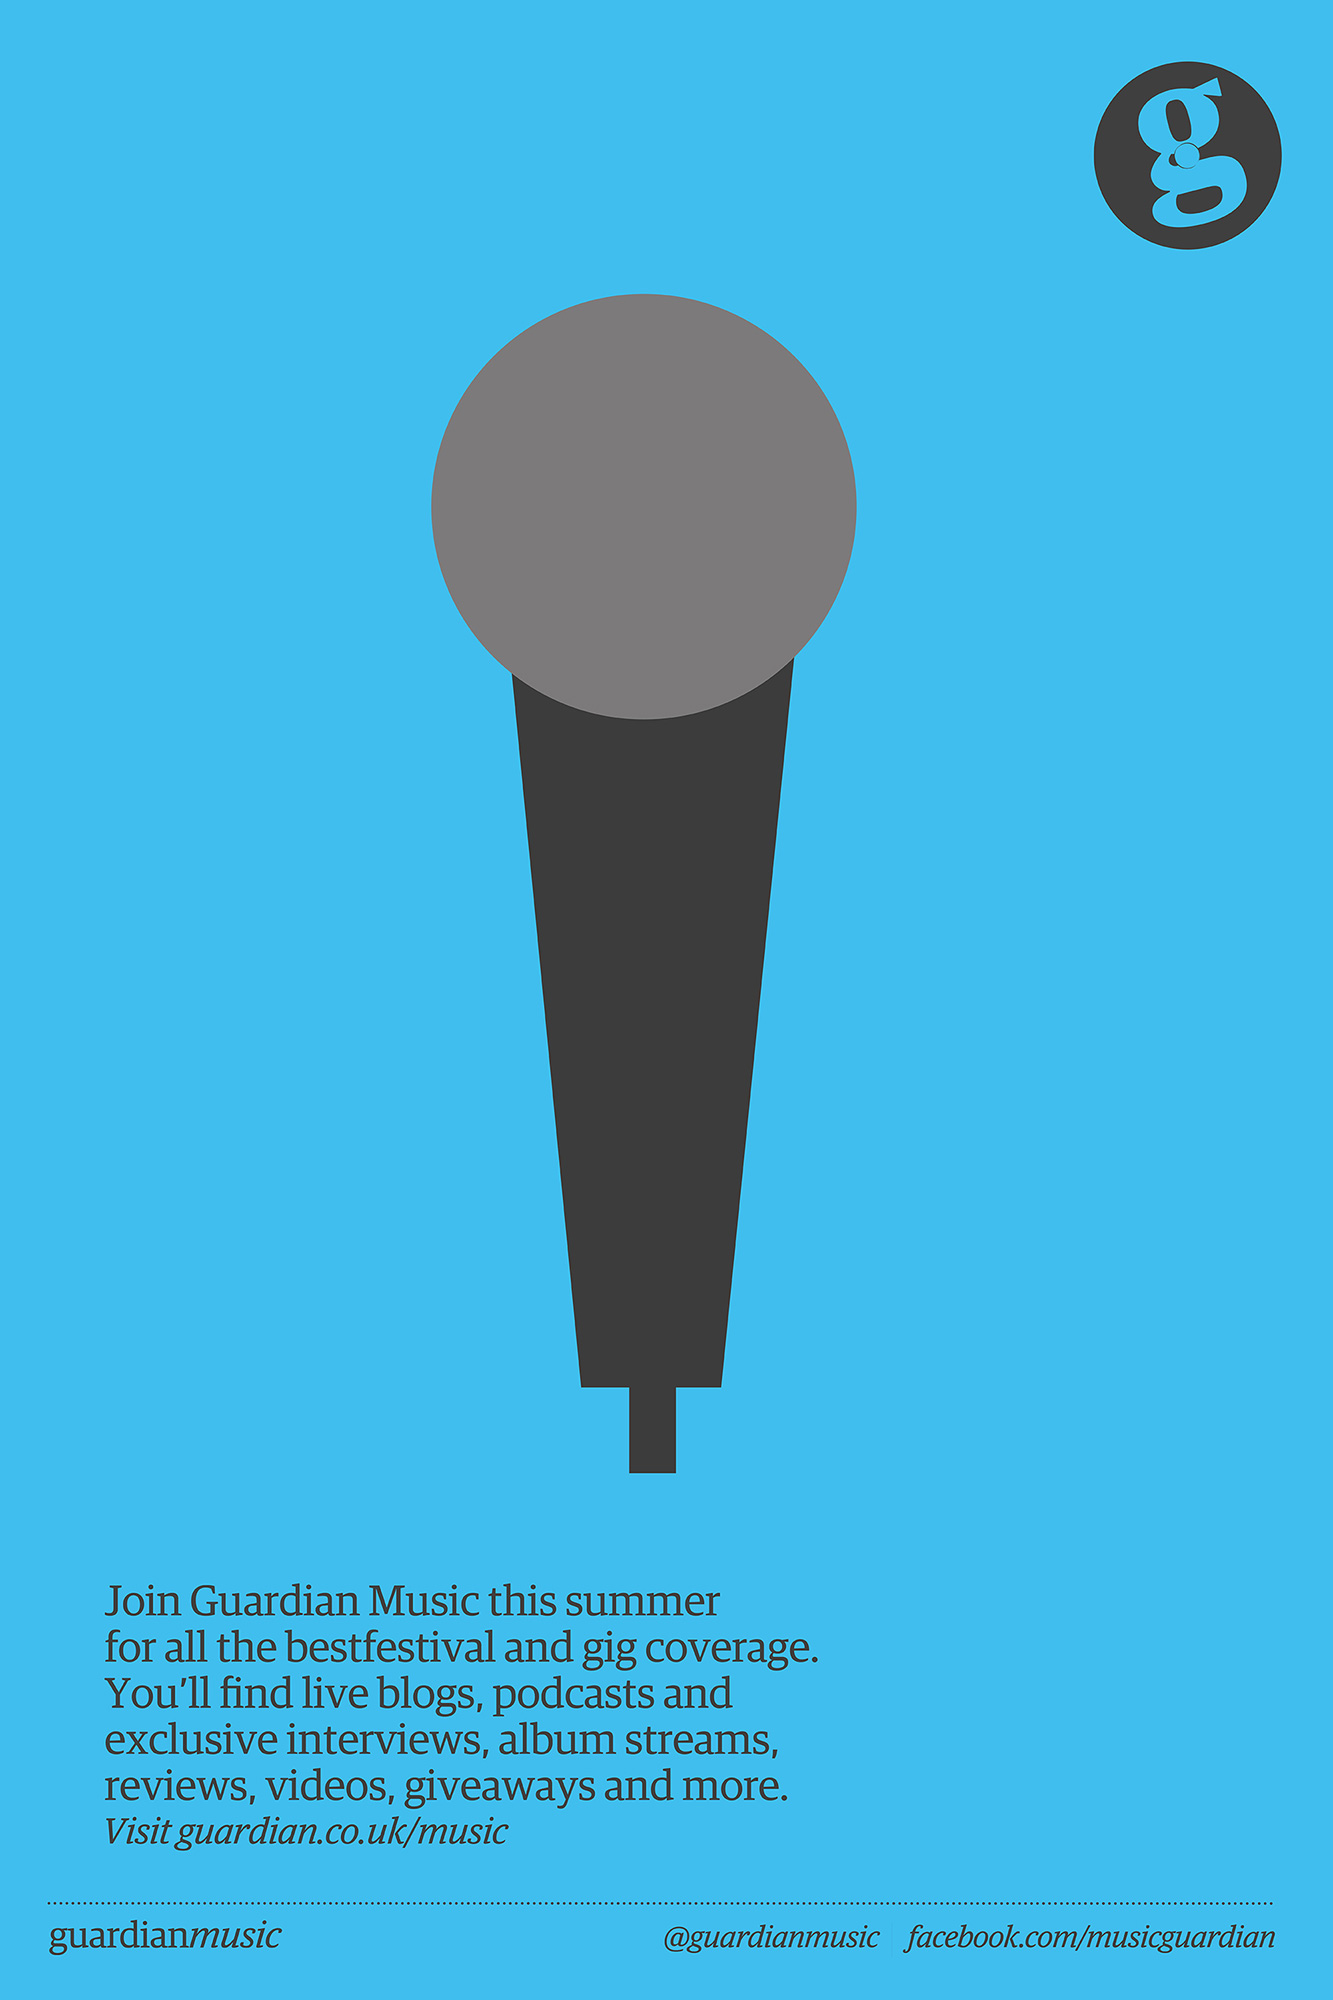 g
Join Guardian Music this summer
for all the bestfestival and gig coverage.
You’ll find live blogs, podcasts and
exclusive interviews, album streams,
reviews, videos, giveaways and more.
Visit guardian.co.uk/music
guardianmusic
@guardianmusic facebook.com/musicguardian